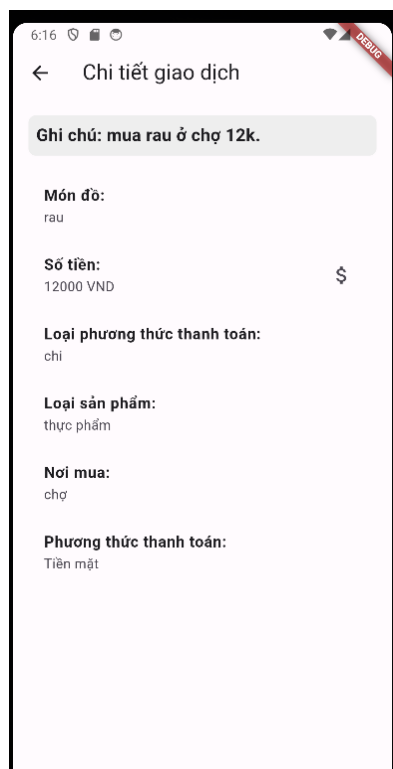 6:16
DEBUG
Chi tiết giao dịch
Ghi chú: mua rau ở chợ 12k.
Món đồ:
rau
Số tiền:
12000 VND
$
Loại phương thức thanh toán:
chi
Loại sản phẩm:
thực phẩm
Nơi mua:
chợ
Phương thức thanh toán:
Tiền mặt